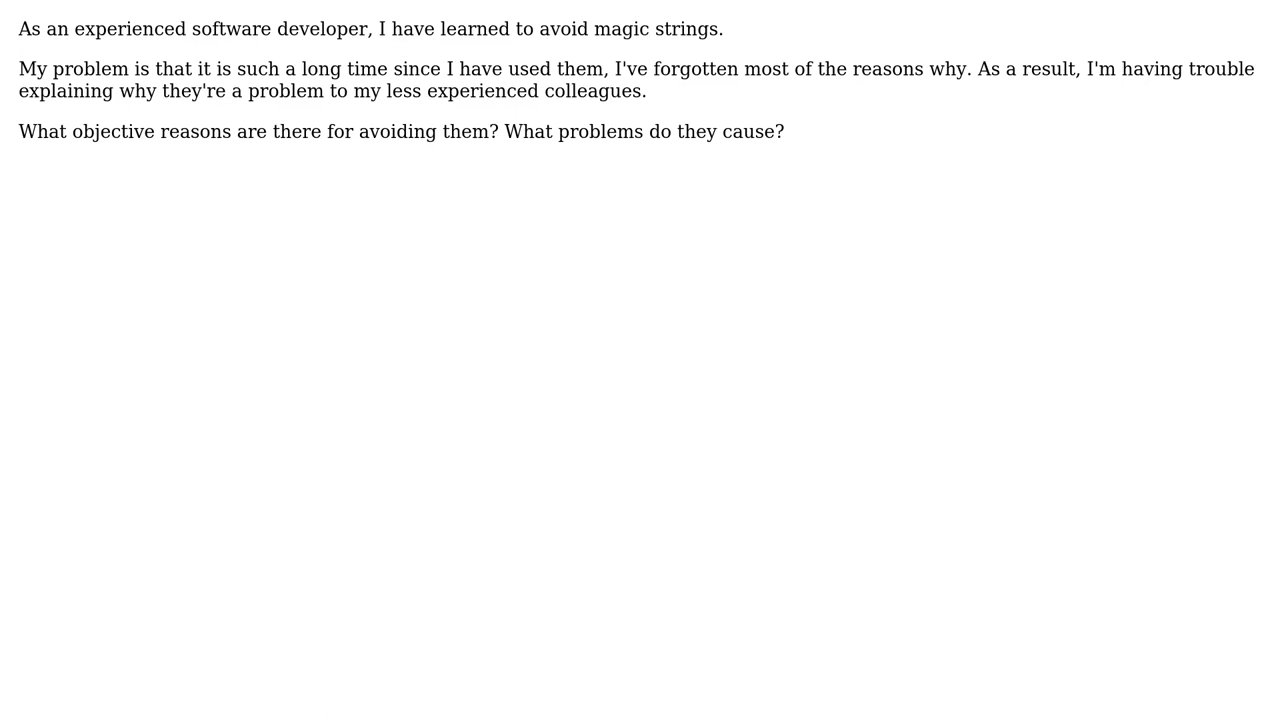 As an experienced software developer, I have learned to avoid magic strings.
My problem is that it is such a long time since I have used them, I've forgotten most of the reasons why. As a result, I'm having trouble
explaining why they're a problem to my less experienced colleagues.
What objective reasons are there for avoiding them? What problems do they cause?